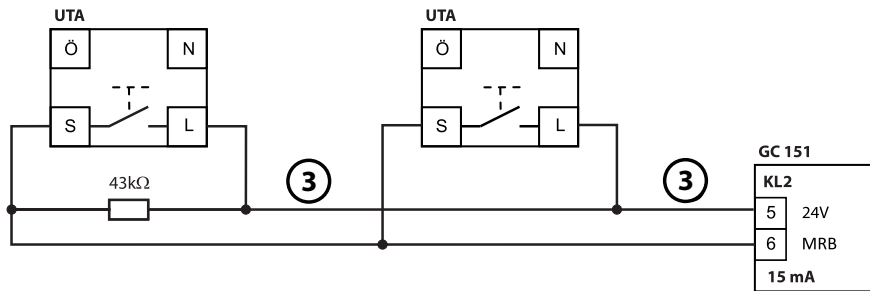 UTA
Ö N
S L
43kΩ
3
UTA
Ö N
S L
3
GC 151
KL2
5 24V
6 MRB
15 mA